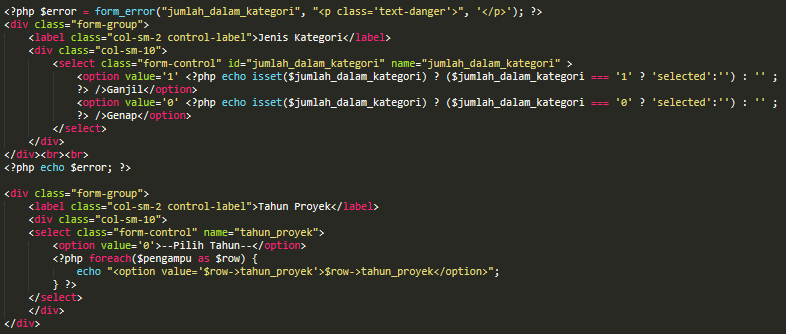 <?php $error = form_error("jumlah_dalam_kategori", "<p class='text-danger'>", '</p>'); ?>
<div class="form-group">
    <label class="col-sm-2 control-label">Jenis Kategori</label>
    <div class="col-sm-10">
        <select class="form-control" id="jumlah_dalam_kategori" name="jumlah_dalam_kategori" >
            <option value='1' <?php echo isset($jumlah_dalam_kategori) ? ($jumlah_dalam_kategori === '1' ? 'selected':'') : '' ;
            ?> />Ganjil</option>
            <option value='0' <?php echo isset($jumlah_dalam_kategori) ? ($jumlah_dalam_kategori === '0' ? 'selected':'') : '' ;
            ?> />Genap</option>
        </select>
    </div>
</div><br><br>
<?php echo $error; ?>

<div class="form-group">
    <label class="col-sm-2 control-label">Tahun Proyek</label>
    <div class="col-sm-10">
    <select class="form-control" name="tahun_proyek">
        <option value='0'>--Pilih Tahun--</option>
        <?php foreach($pengampu as $row) {
            echo "<option value='$row->tahun_proyek'>$row->tahun_proyek</option>";
        } ?>
    </select>
    </div>
</div>